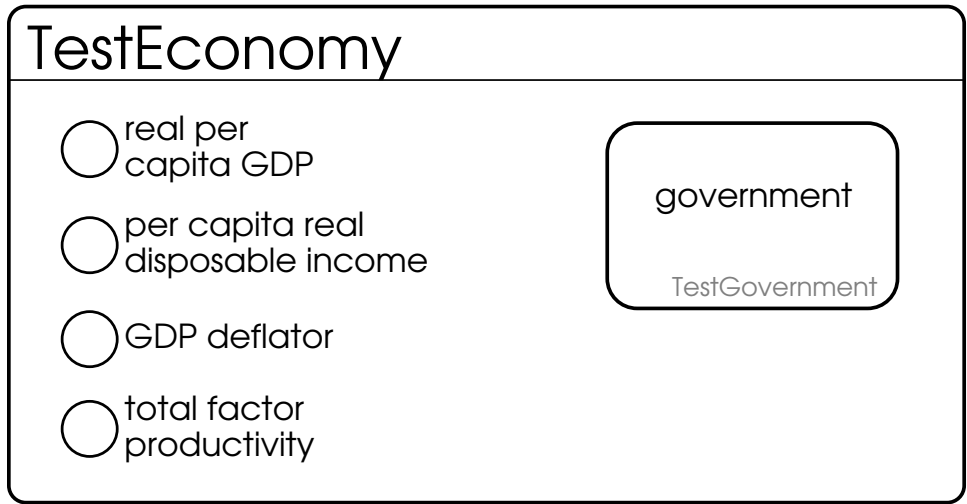 TestEconomy
real per
capita GDP
per capita real
disposable income
GDP deflator
total factor
productivity
government
TestGovernment